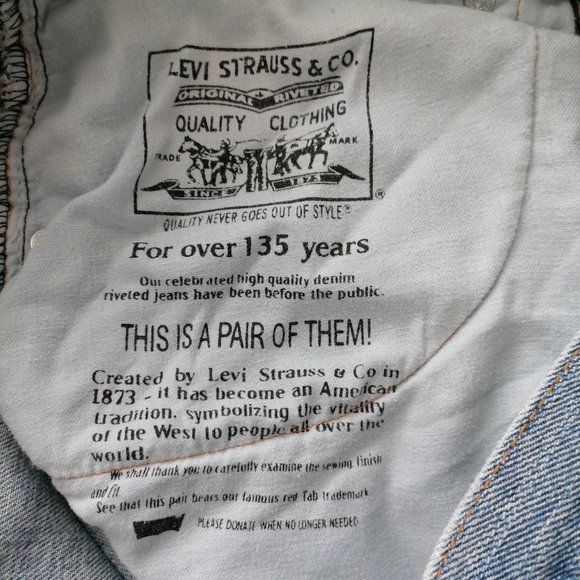 LEVI STRAUSS & CO.
ORIGINAL RIVETED
QUALITY CLOTHING
TRADE MARK
SINCE 1873
®
QUALITY NEVER GOES OUT OF STYLE®
For over 135 years
Our celebrated high quality denim
riveted jeans have been before the public.
THIS IS A PAIR OF THEM!
Created by Levi Strauss & Co in
1873 - it has become an American
tradition, symbolizing the vitality
of the West to people all over the
world.
We shall thank you to carefully examine the sewing finish
and fit
See that this pair bears our famous red Tab trademark
PLEASE DONATE WHEN NO LONGER NEEDED